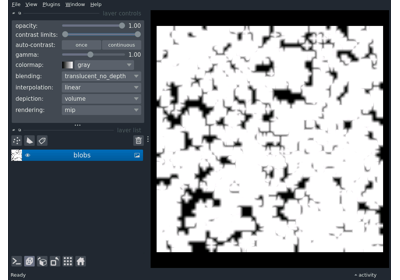 File View Plugins Window Help
layer controls
opacity: 1.00
contrast limits:
auto-contrast: once continuous
gamma: 1.00
colormap: gray
blending: translucent_no_depth
interpolation: linear
depiction: volume
rendering: mip
layer list
blobs
Ready
activity